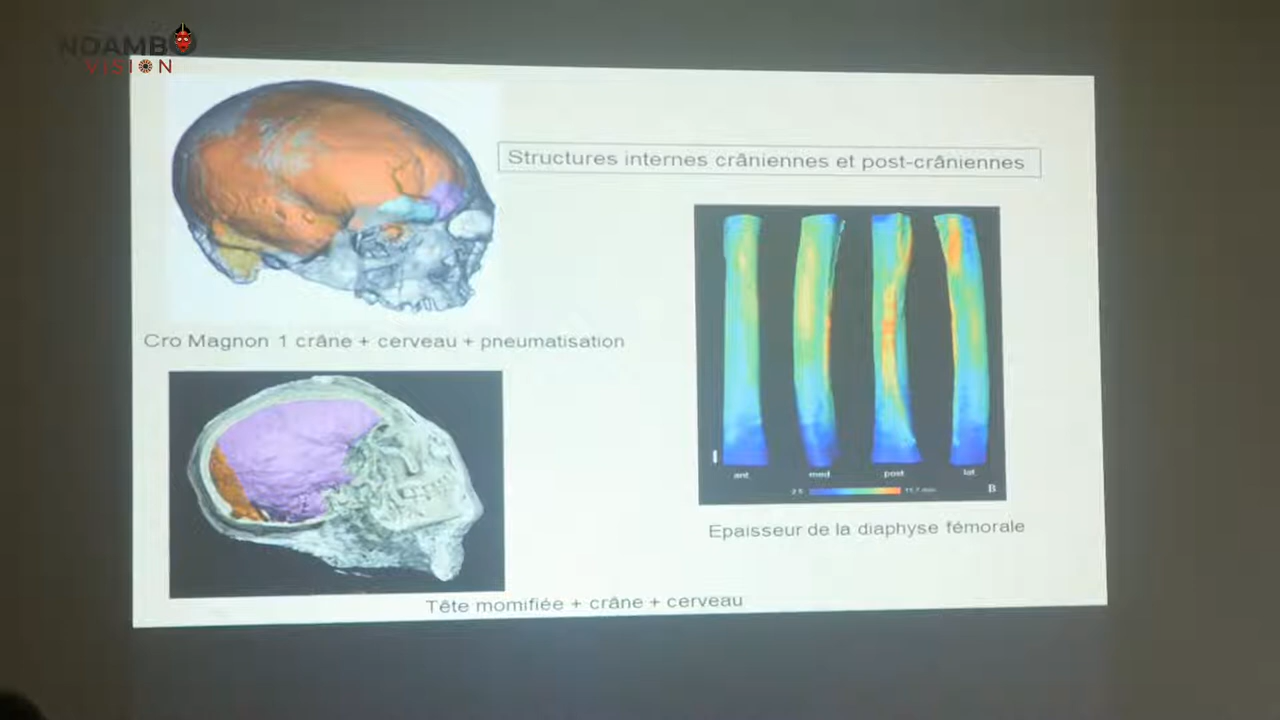 NDAMBO
VISION
Structures internes crâniennes et post-crâniennes
Cro Magnon 1 crâne + cerveau + pneumatisation
ant.
med
post
lat.
B
Epaisseur de la diaphyse fémorale
Tête momifiée + crâne + cerveau